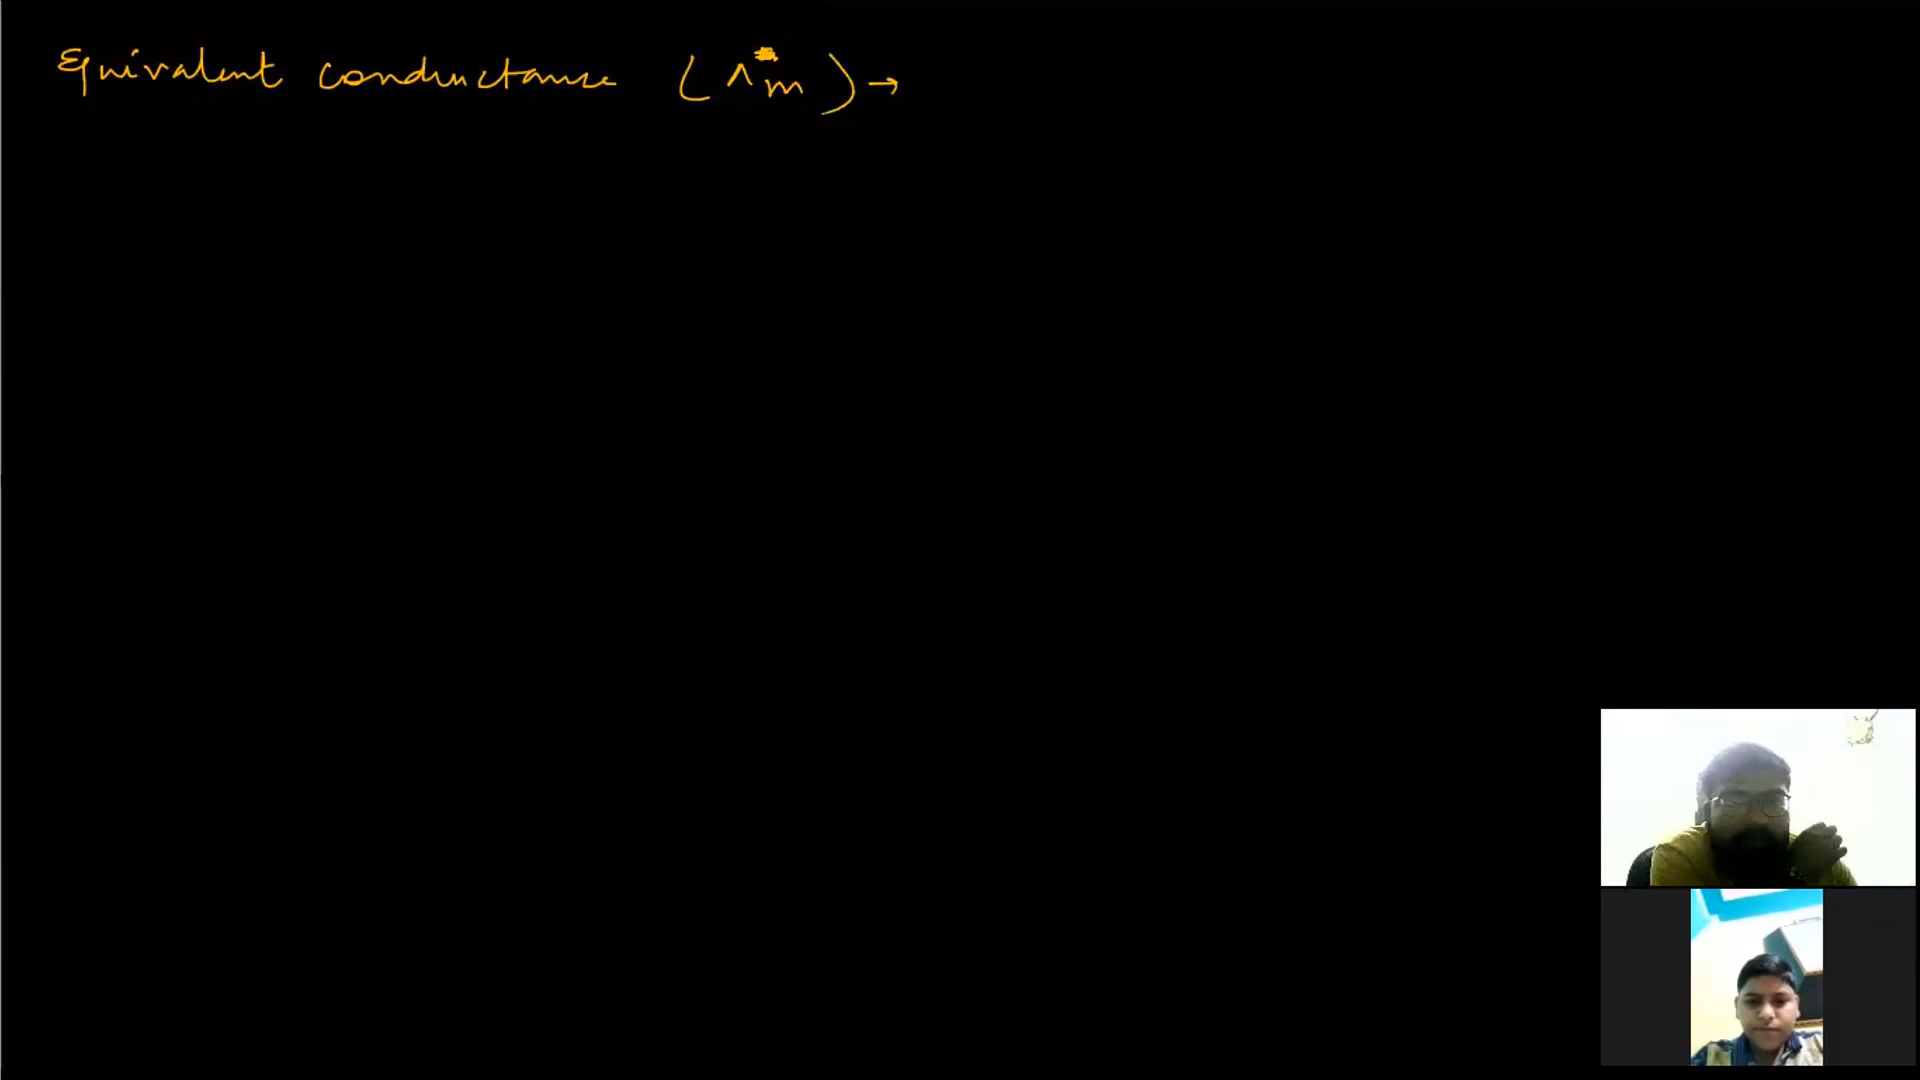 Equivalent conductance (Λm) →